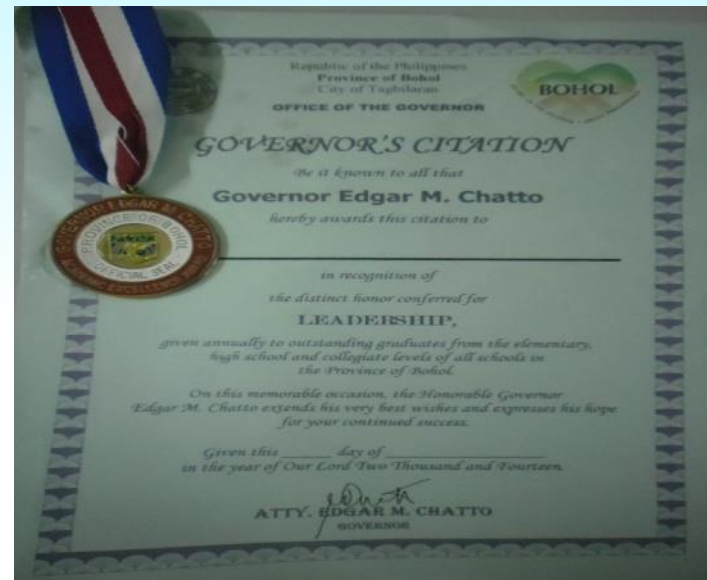 Republic of the Philippines
Province of Bohol
City of Tagbilaran
OFFICE OF THE GOVERNOR
BOHOL
GOVERNOR'S CITATION
Be it known to all that
Governor Edgar M. Chatto
hereby awards this citation to
in recognition of
the distinct honor conferred for
LEADERSHIP,
given annually to outstanding graduates from the elementary,
high school and collegiate levels of all schools in
the Province of Bohol.
On this memorable occasion, the Honorable Governor
Edgar M. Chatto extends his very best wishes and expresses his hope
for your continued success.
Given this ______ day of ____________________
in the year of Our Lord Two Thousand and Fourteen.
ATTY. EDGAR M. CHATTO
GOVERNOR
GOVERNOR EDGAR M. CHATTO
ACADEMIC EXCELLENCE AWARD
PROVINCE OF BOHOL
OFFICIAL SEAL